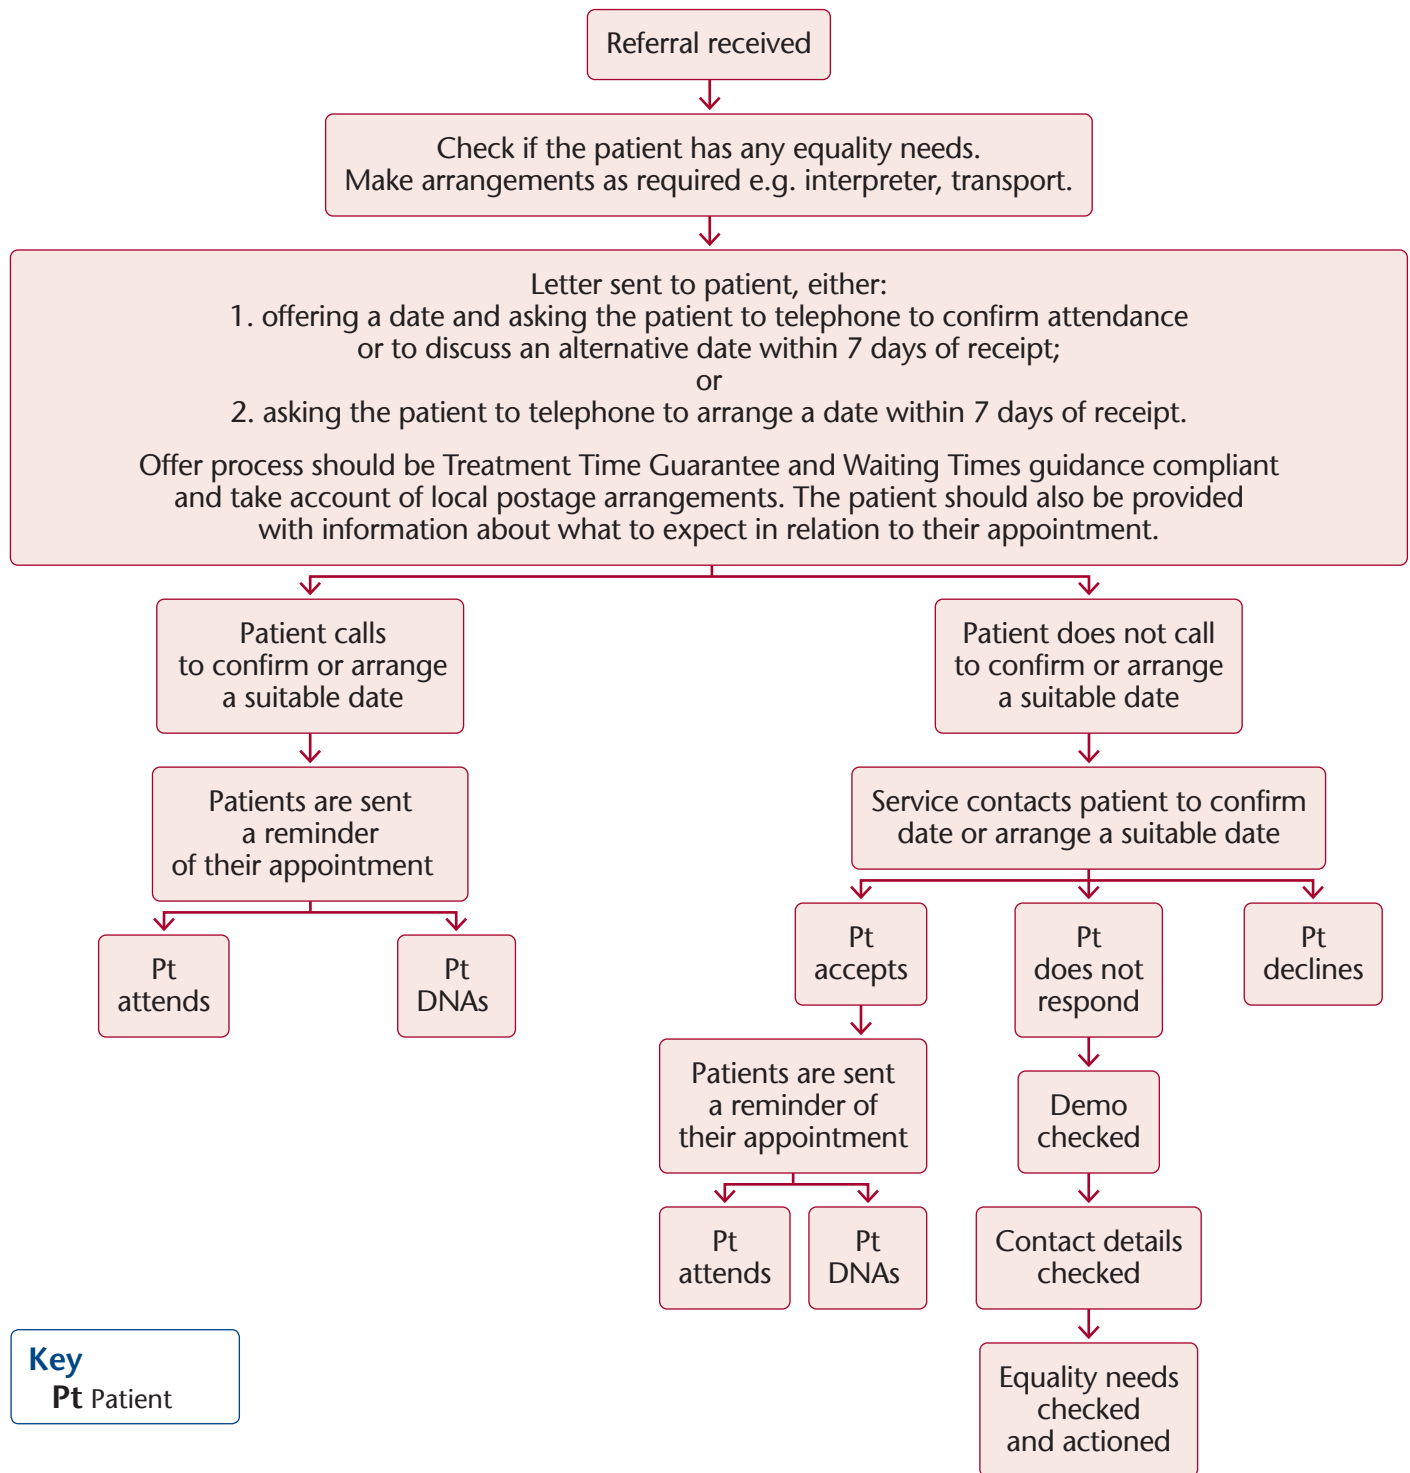 Referral received
Check if the patient has any equality needs.
Make arrangements as required e.g. interpreter, transport.
Letter sent to patient, either:
1. offering a date and asking the patient to telephone to confirm attendance
or to discuss an alternative date within 7 days of receipt;
or
2. asking the patient to telephone to arrange a date within 7 days of receipt.
Offer process should be Treatment Time Guarantee and Waiting Times guidance compliant
and take account of local postage arrangements. The patient should also be provided
with information about what to expect in relation to their appointment.
Patient calls
to confirm or arrange
a suitable date
Patient does not call
to confirm or arrange
a suitable date
Patients are sent
a reminder
of their appointment
Service contacts patient to confirm
date or arrange a suitable date
Pt
attends
Pt
DNAs
Pt
accepts
Pt
does not
respond
Pt
declines
Patients are sent
a reminder of
their appointment
Demo
checked
Pt
attends
Pt
DNAs
Contact details
checked
Equality needs
checked
and actioned
Key
Pt Patient